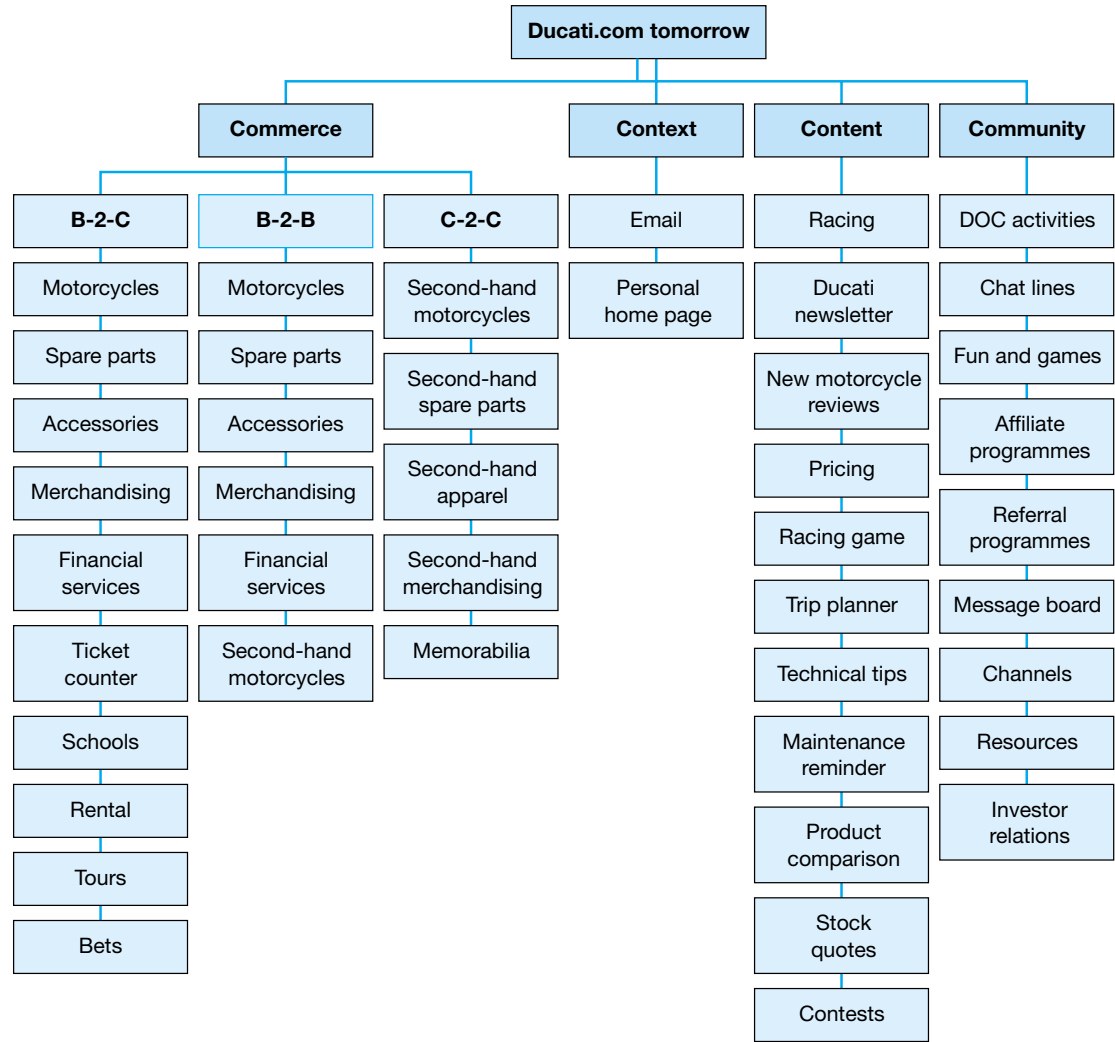 Ducati.com tomorrow
Commerce
Context
Content
Community
B-2-C
Motorcycles
Spare parts
Accessories
Merchandising
Financial
services
Ticket
counter
Schools
Rental
Tours
Bets
B-2-B
Motorcycles
Spare parts
Accessories
Merchandising
Financial
services
Second-hand
motorcycles
C-2-C
Second-hand
motorcycles
Second-hand
spare parts
Second-hand
apparel
Second-hand
merchandising
Memorabilia
Email
Personal
home page
Racing
Ducati
newsletter
New motorcycle
reviews
Pricing
Racing game
Trip planner
Technical tips
Maintenance
reminder
Product
comparison
Stock
quotes
Contests
DOC activities
Chat lines
Fun and games
Affiliate
programmes
Referral
programmes
Message board
Channels
Resources
Investor
relations